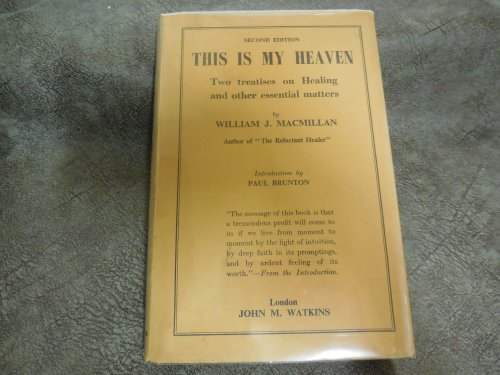 SECOND EDITION
THIS IS MY HEAVEN
Two treatises on Healing
and other essential matters
by
WILLIAM J. MACMILLAN
Author of "The Reluctant Healer"
Introduction by
PAUL BRUNTON
"The message of this book is that
a tremendous profit will come to
us if we live from moment to
moment by the light of intuition,
by deep faith in its promptings,
and by ardent feeling of its
worth."—From the Introduction.
London
JOHN M. WATKINS